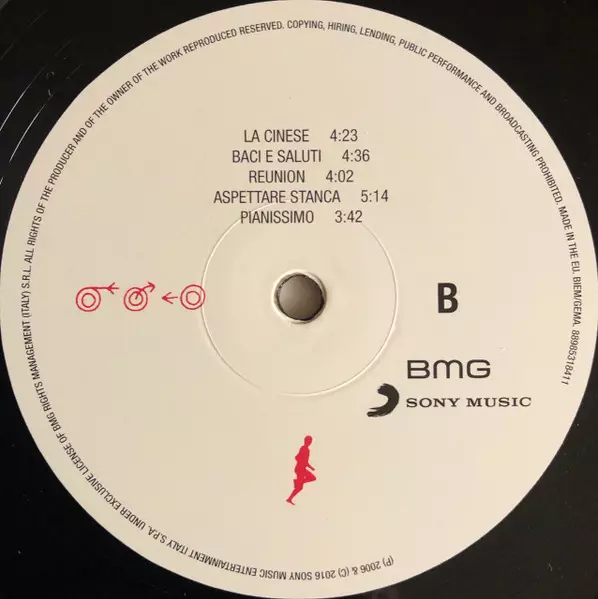 LA CINESE 4:23
BACI E SALUTI 4:36
REUNION 4:02
ASPETTARE STANCA 5:14
PIANISSIMO 3:42
B
BMG
SONY MUSIC
(P) 2006 & (C) 2016 SONY MUSIC ENTERTAINMENT ITALY S.P.A. UNDER EXCLUSIVE LICENSE OF BMG RIGHTS MANAGEMENT (ITALY) S.R.L. ALL RIGHTS OF THE PRODUCER AND OF THE OWNER OF THE WORK REPRODUCED RESERVED. COPYING, HIRING, LENDING, PUBLIC PERFORMANCE AND BROADCASTING PROHIBITED. MADE IN THE EU. BIEM/GEMA. 88985318411